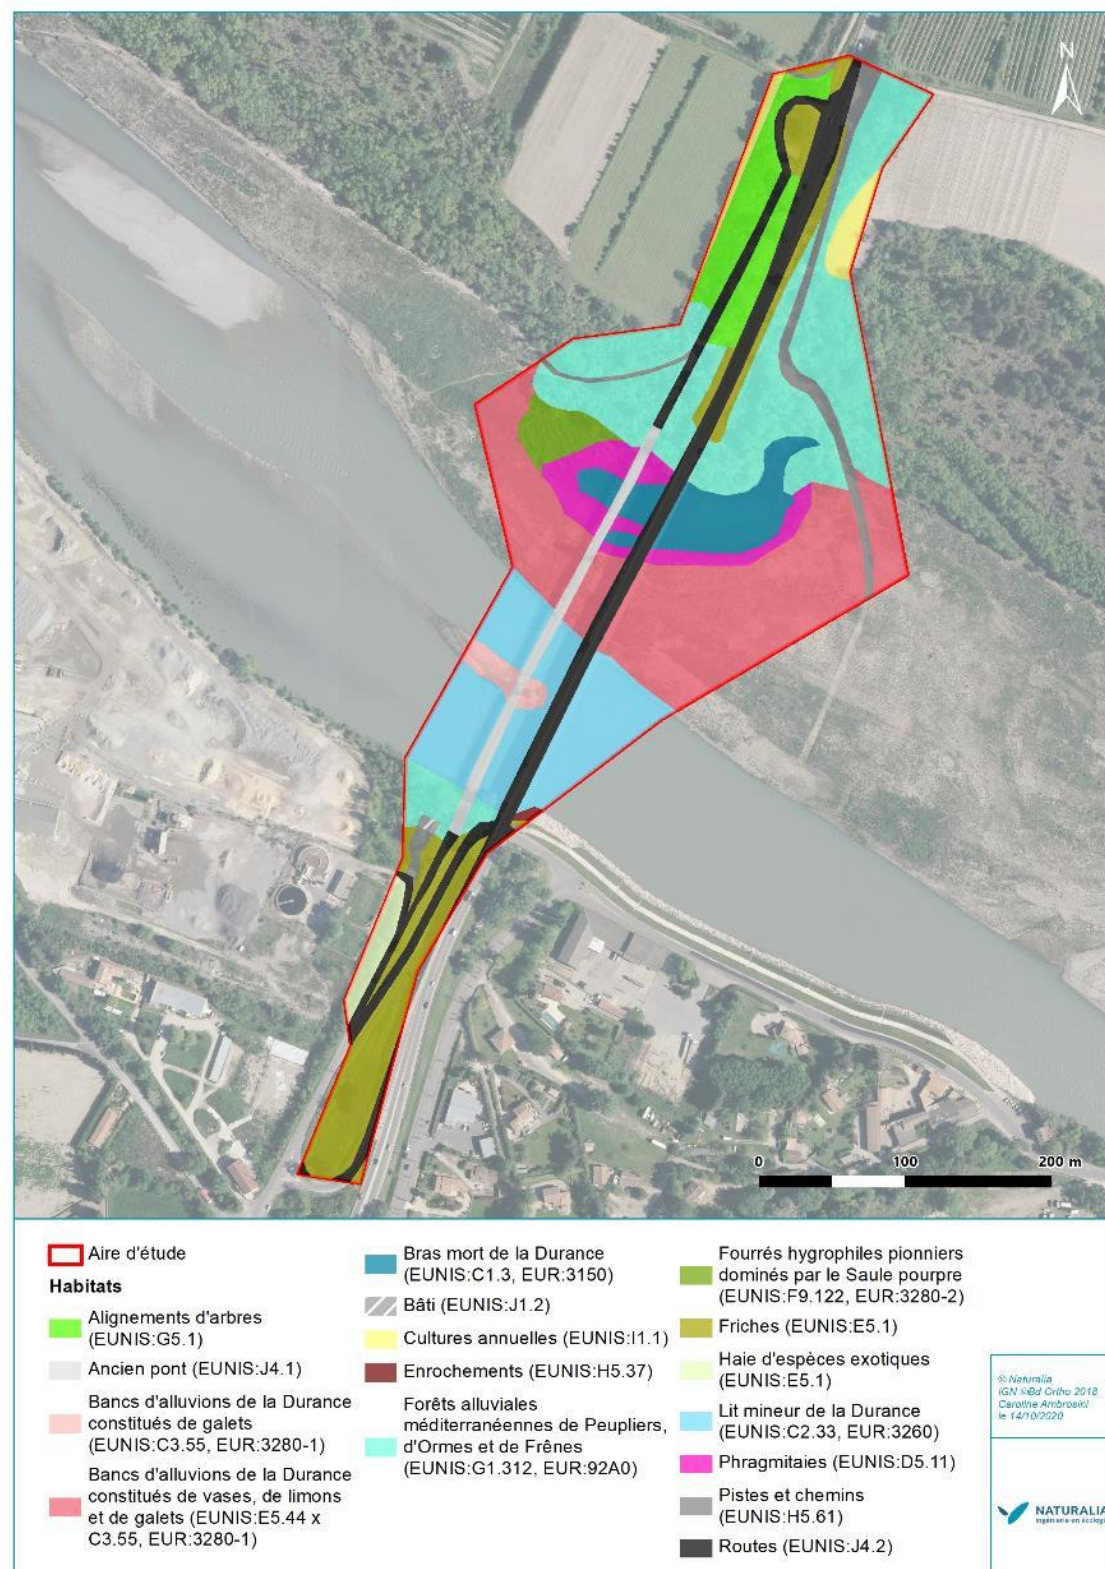 N
0 100 200 m
Aire d'étude
Habitats
Alignements d'arbres
(EUNIS:G5.1)
Ancien pont (EUNIS:J4.1)
Bancs d'alluvions de la Durance
constitués de galets
(EUNIS:C3.55, EUR:3280-1)
Bancs d'alluvions de la Durance
constitués de vases, de limons
et de galets (EUNIS:E5.44 x
C3.55, EUR:3280-1)
Bras mort de la Durance
(EUNIS:C1.3, EUR:3150)
Bâti (EUNIS:J1.2)
Cultures annuelles (EUNIS:I1.1)
Enrochements (EUNIS:H5.37)
Forêts alluviales
méditerranéennes de Peupliers,
d'Ormes et de Frênes
(EUNIS:G1.312, EUR:92A0)
Fourrés hygrophiles pionniers
dominés par le Saule pourpre
(EUNIS:F9.122, EUR:3280-2)
Friches (EUNIS:E5.1)
Haie d'espèces exotiques
(EUNIS:E5.1)
Lit mineur de la Durance
(EUNIS:C2.33, EUR:3260)
Phragmitaies (EUNIS:D5.11)
Pistes et chemins
(EUNIS:H5.61)
Routes (EUNIS:J4.2)
© Naturalia
IGN ©Bd Ortho 2018
Caroline Ambrosini
le 14/10/2020
NATURALIA
Ingénierie en écologie